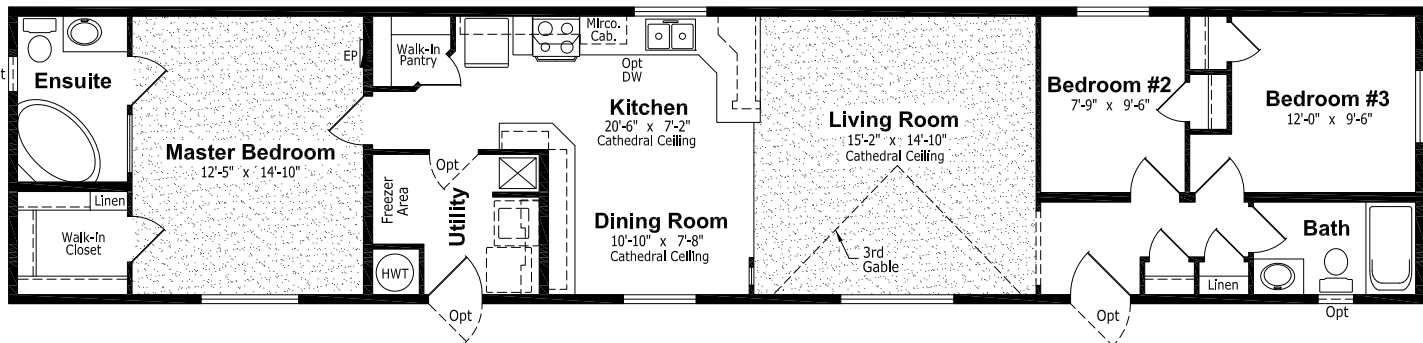 Ensuite
Linen
Walk-In
Closet
Master Bedroom
12'-5" x 14'-10"
EP
Walk-In
Pantry
Mirco.
Cab.
Opt
DW
Kitchen
20'-6" x 7'-2"
Cathedral Ceiling
Opt
Freezer
Area
Utility
HWT
Opt
Dining Room
10'-10" x 7'-8"
Cathedral Ceiling
Living Room
15'-2" x 14'-10"
Cathedral Ceiling
3rd
Gable
Bedroom #2
7'-9" x 9'-6"
Bedroom #3
12'-0" x 9'-6"
Bath
Linen
Opt
Opt